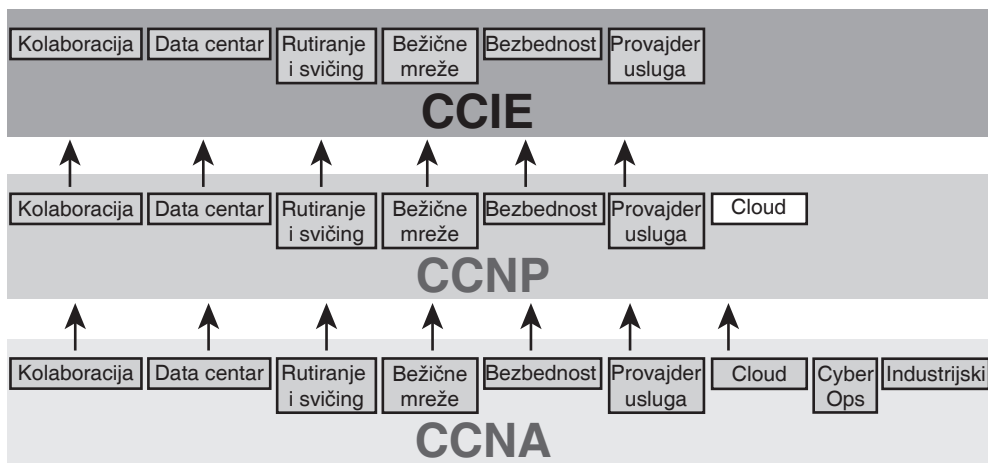 Kolaboracija
Data centar
Rutiranje
i svičing
Bežične
mreže
Bezbednost
Provajder
usluga
CCIE
Kolaboracija
Data centar
Rutiranje
i svičing
Bežične
mreže
Bezbednost
Provajder
usluga
Cloud
CCNP
Kolaboracija
Data centar
Rutiranje
i svičing
Bežične
mreže
Bezbednost
Provajder
usluga
Cloud
Cyber
Ops
Industrijski
CCNA